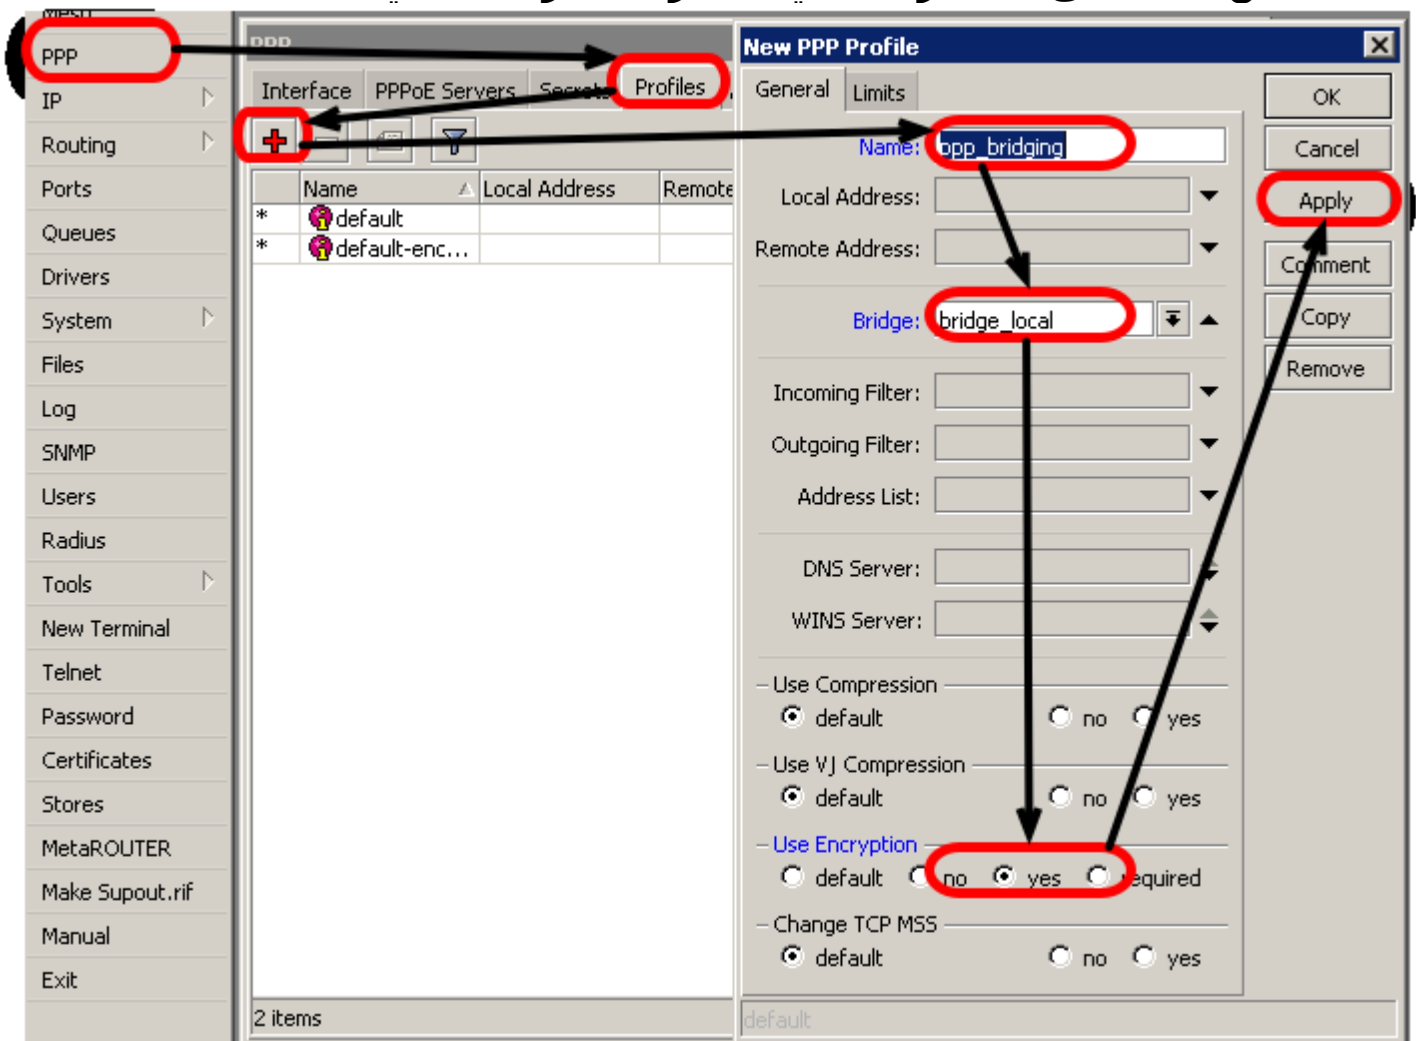 PPP
IP
Routing
Ports
Queues
Drivers
System
Files
Log
SNMP
Users
Radius
Tools
New Terminal
Telnet
Password
Certificates
Stores
MetaROUTER
Make Supout.rif
Manual
Exit
PPP
Interface PPPoE Servers Secrets Profiles
Name Local Address Remote
* default
* default-enc...
2 items
New PPP Profile
General Limits
Name: ppp_bridging
Local Address:
Remote Address:
Bridge: bridge_local
Incoming Filter:
Outgoing Filter:
Address List:
DNS Server:
WINS Server:
Use Compression
default no yes
Use VJ Compression
default no yes
Use Encryption
default no yes required
Change TCP MSS
default no yes
default
OK
Cancel
Apply
Comment
Copy
Remove